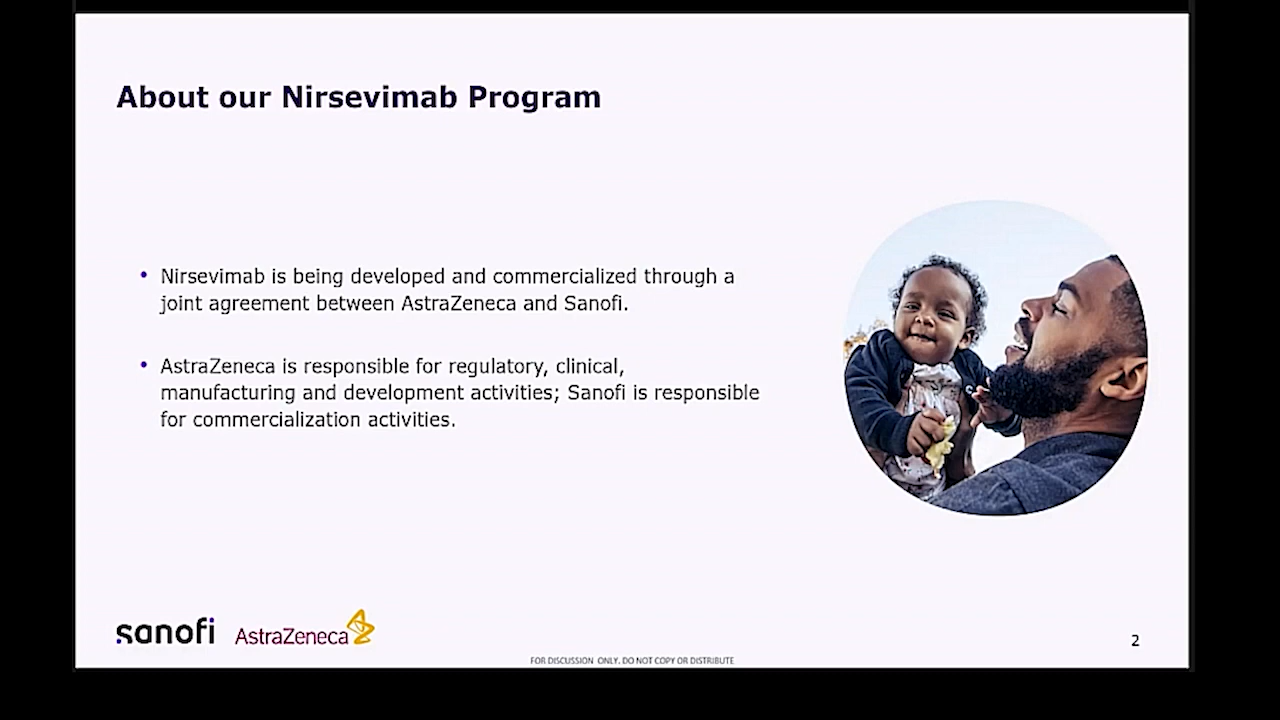 About our Nirsevimab Program
• Nirsevimab is being developed and commercialized through a
joint agreement between AstraZeneca and Sanofi.
• AstraZeneca is responsible for regulatory, clinical,
manufacturing and development activities; Sanofi is responsible
for commercialization activities.
sanofi AstraZeneca
2
FOR DISCUSSION ONLY. DO NOT COPY OR DISTRIBUTE